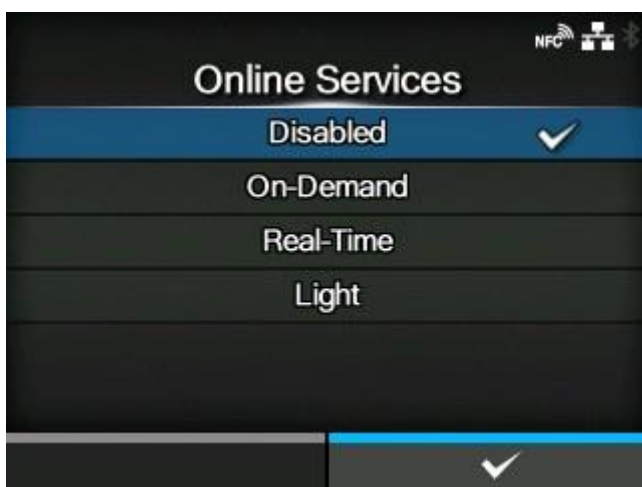 NFC
Online Services
Disabled
On-Demand
Real-Time
Light